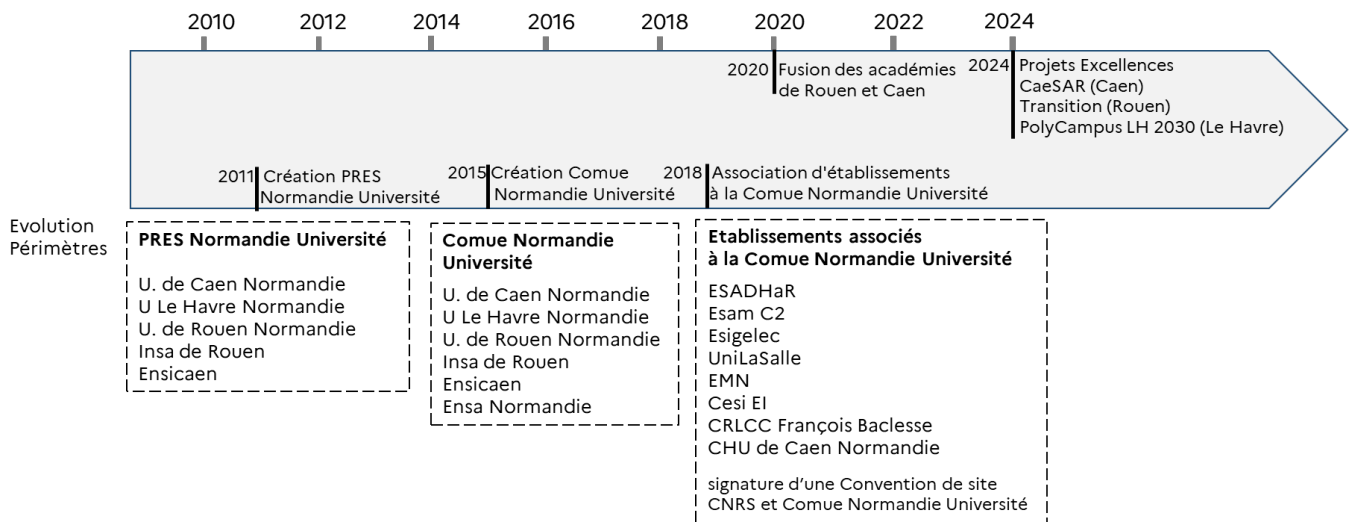 2010 2012 2014 2016 2018 2020 2022 2024
2020 Fusion des académies
de Rouen et Caen
2024 Projets Excellences
CaeSAR (Caen)
Transition (Rouen)
PolyCampus LH 2030 (Le Havre)
2011 Création PRES
Normandie Université
2015 Création Comue
Normandie Université
2018 Association d'établissements
à la Comue Normandie Université
Evolution
Périmètres
PRES Normandie Université
U. de Caen Normandie
U Le Havre Normandie
U. de Rouen Normandie
Insa de Rouen
Ensicaen
Comue Normandie
Université
U. de Caen Normandie
U Le Havre Normandie
U. de Rouen Normandie
Insa de Rouen
Ensicaen
Ensa Normandie
Etablissements associés
à la Comue Normandie Université
ESADHaR
Esam C2
Esigelec
UniLaSalle
EMN
Cesi EI
CRLCC François Baclesse
CHU de Caen Normandie
signature d'une Convention de site
CNRS et Comue Normandie Université